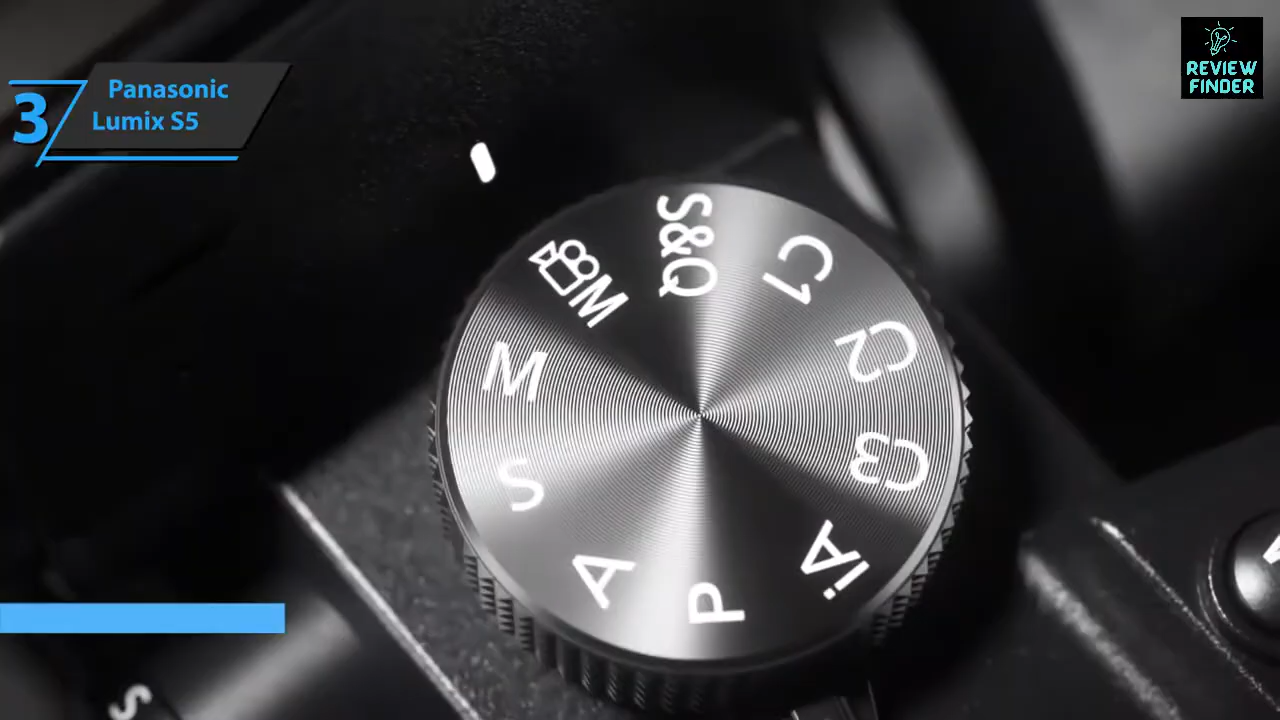 3
Panasonic
Lumix S5
REVIEW
FINDER
S&Q
C1
C2
C3
iA
P
A
S
M
M
S